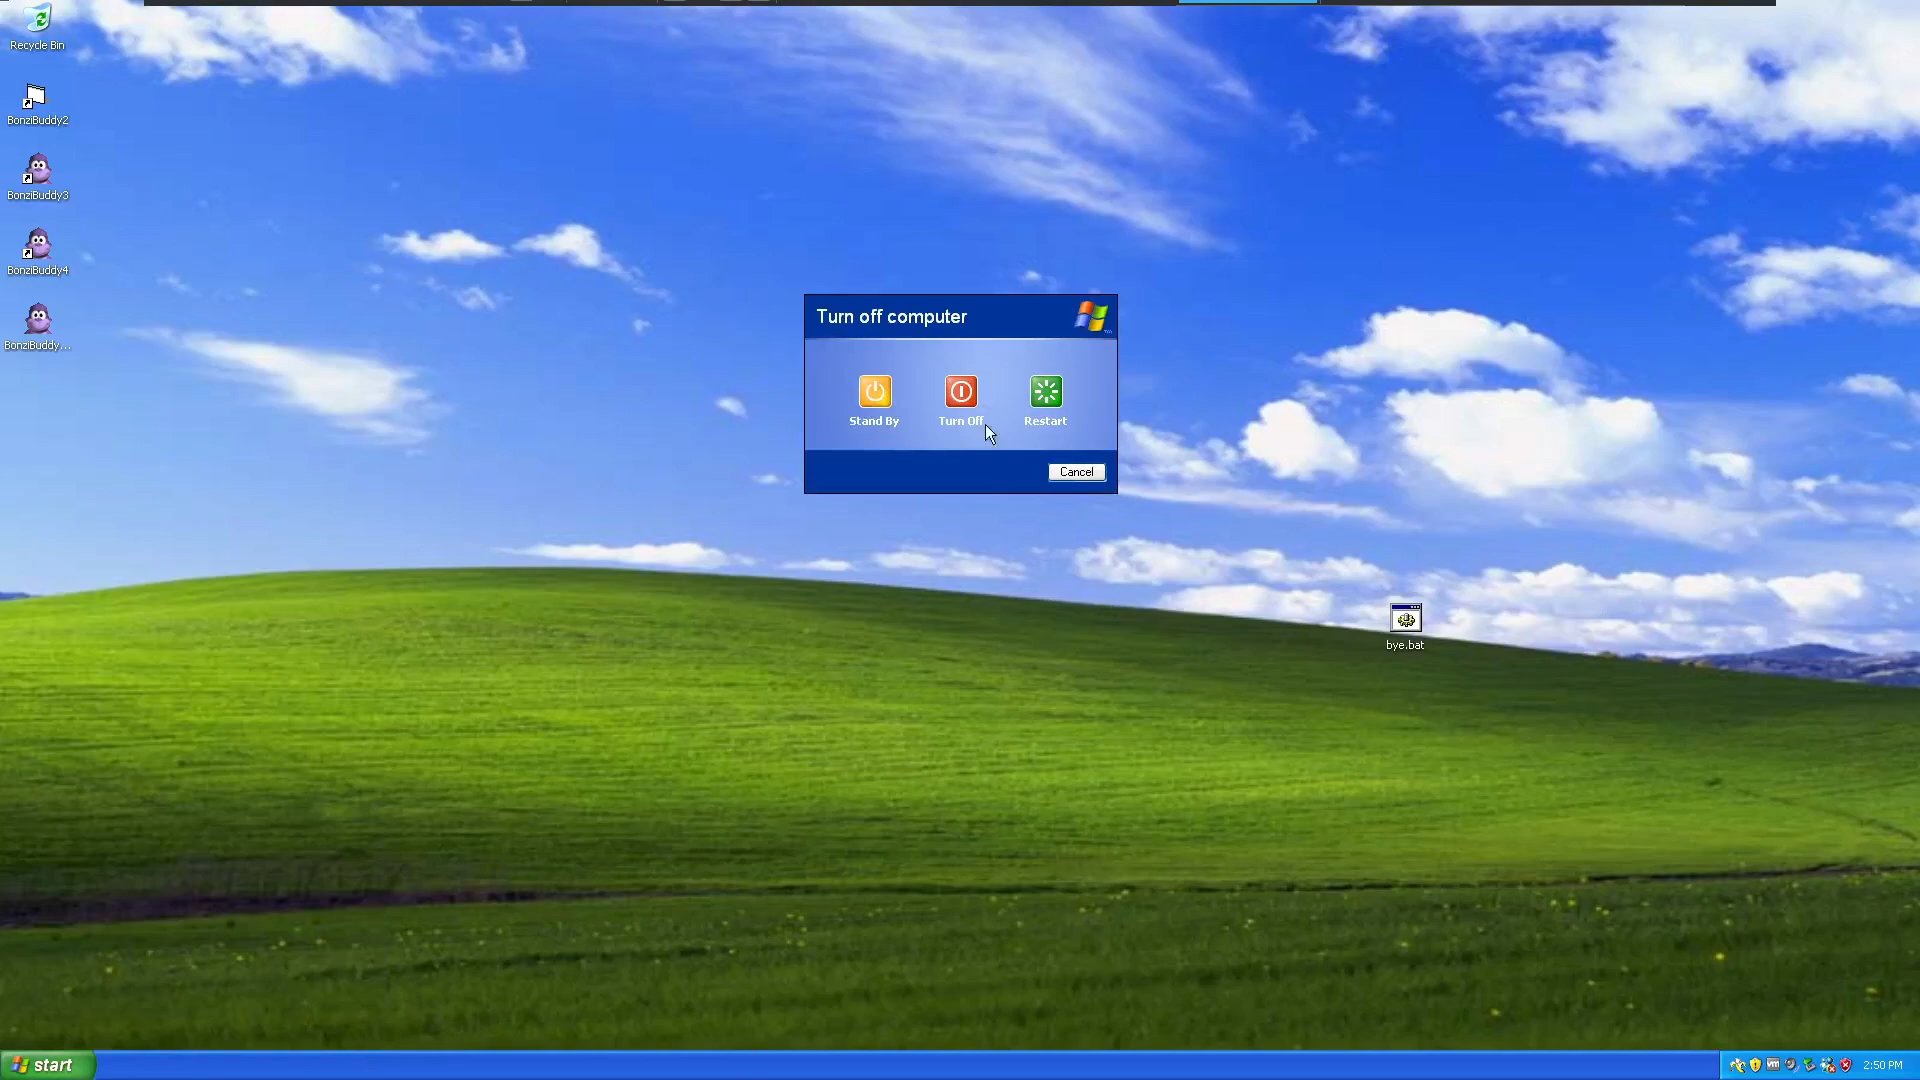 Recycle Bin
BonziBuddy2
BonziBuddy3
BonziBuddy4
BonziBuddy...
Turn off computer
Stand By
Turn Off
Restart
Cancel
bye.bat
start
vm
2:50 PM